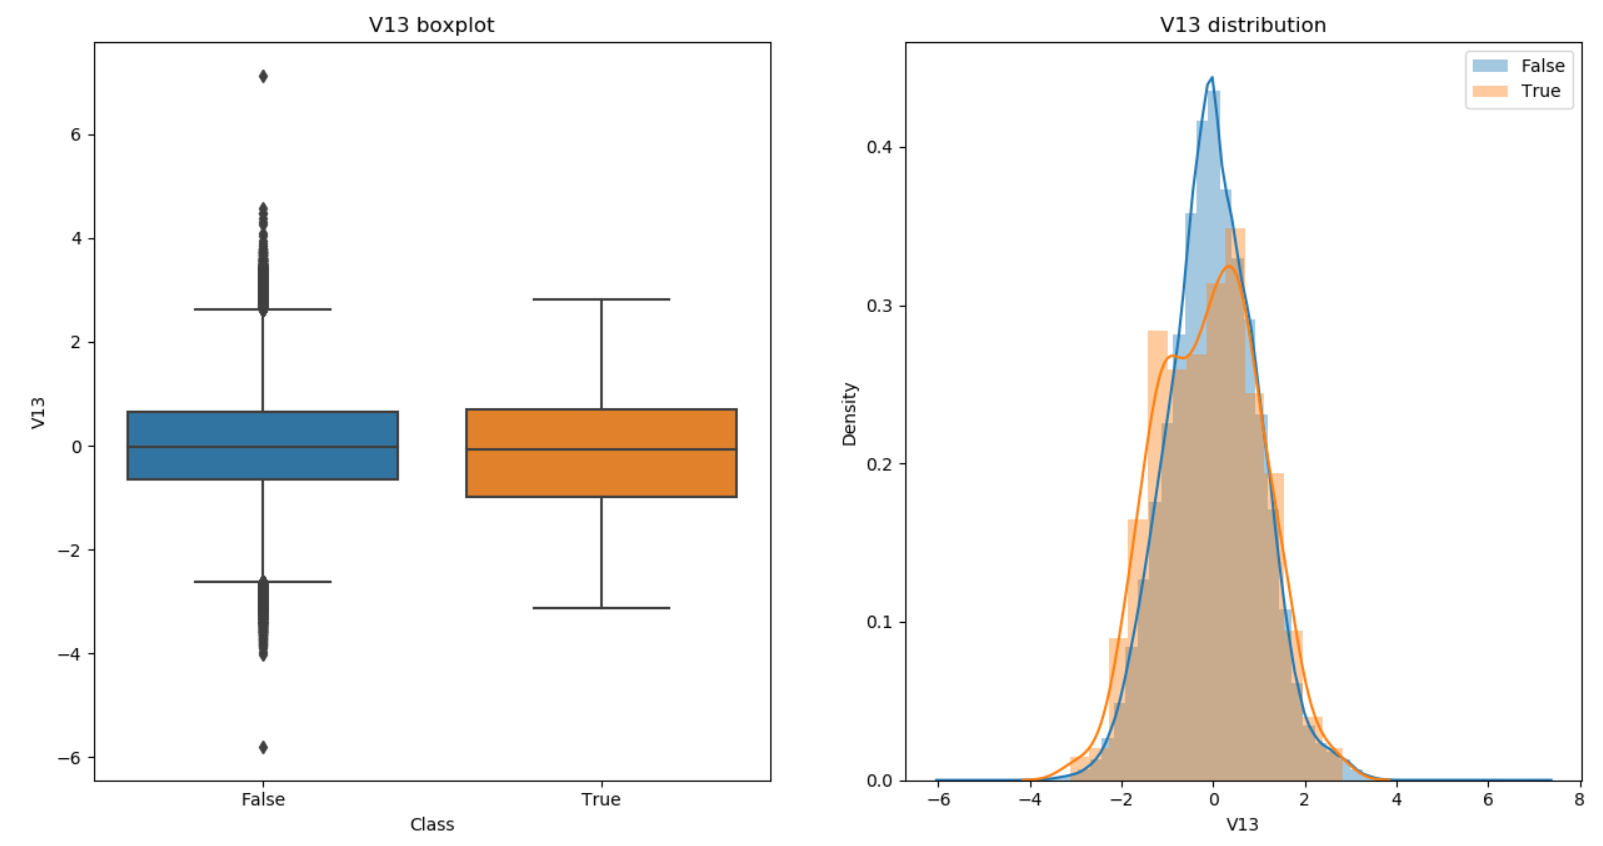 V13 boxplot
6
4
2
0
−2
−4
−6
V13
False
True
Class
V13 distribution
False
True
0.4
0.3
0.2
0.1
0.0
Density
−6
−4
−2
0
2
4
6
8
V13